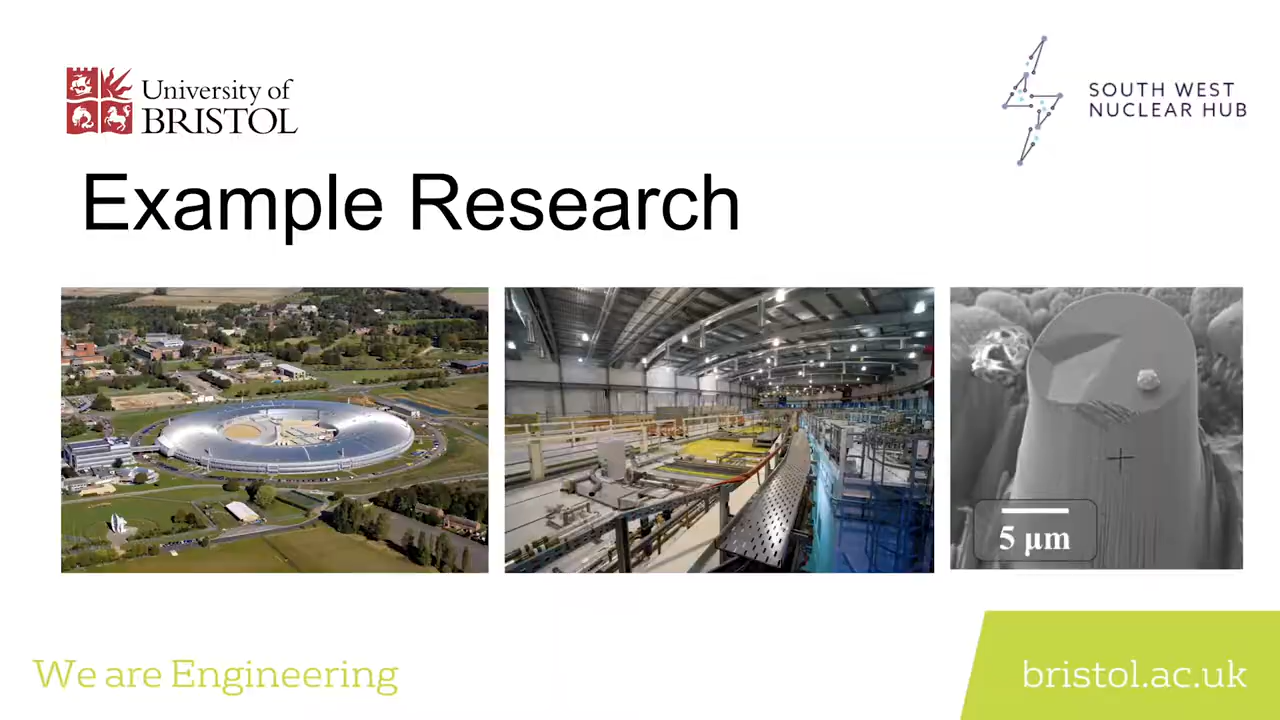 University of
BRISTOL
SOUTH WEST
NUCLEAR HUB
Example Research
5 µm
We are Engineering
bristol.ac.uk